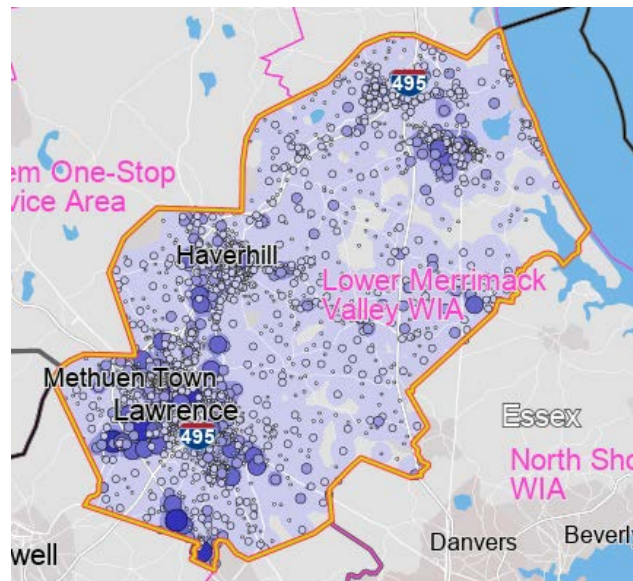 495
em One-Stop
vice Area
Haverhill
Lower Merrimack
Valley WIA
Methuen Town
Lawrence
495
Essex
North Sho
WIA
Danvers
Beverly
well